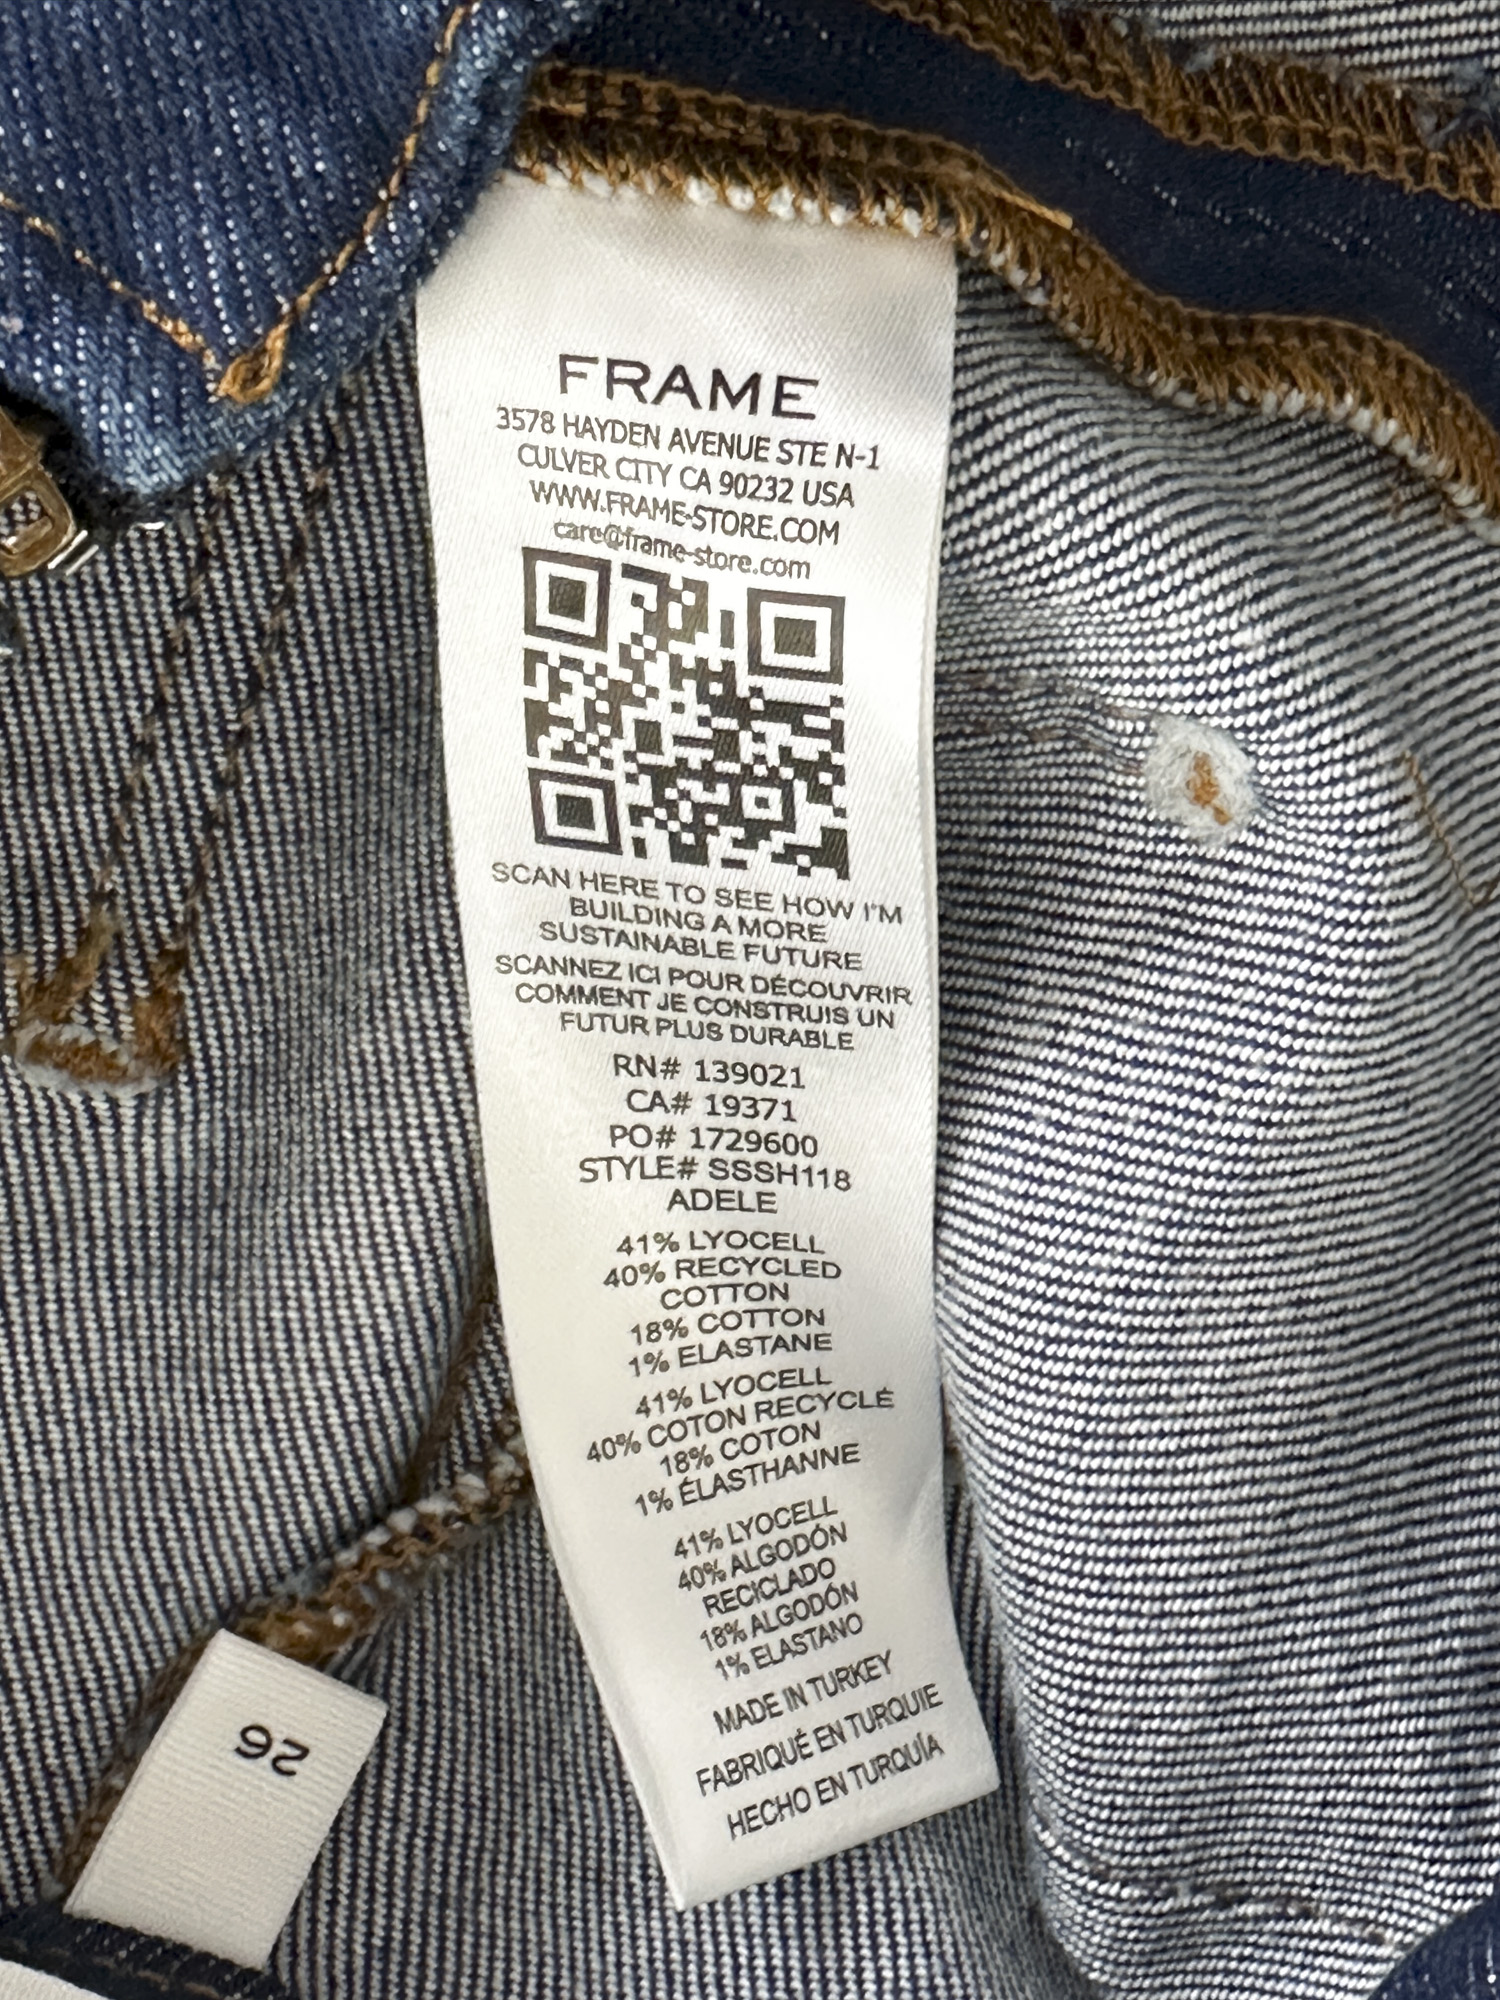 FRAME
3578 HAYDEN AVENUE STE N-1
CULVER CITY CA 90232 USA
WWW.FRAME-STORE.COM
care@frame-store.com
SCAN HERE TO SEE HOW I'M
BUILDING A MORE
SUSTAINABLE FUTURE
SCANNEZ ICI POUR DÉCOUVRIR
COMMENT JE CONSTRUIS UN
FUTUR PLUS DURABLE
RN# 139021
CA# 19371
PO# 1729600
STYLE# SSSH118
ADELE
41% LYOCELL
40% RECYCLED
COTTON
18% COTTON
1% ELASTANE
41% LYOCELL
40% COTON RECYCLÉ
18% COTON
1% ÉLASTHANNE
41% LYOCELL
40% ALGODÓN
RECICLADO
18% ALGODÓN
1% ELASTANO
MADE IN TURKEY
FABRIQUÉ EN TURQUIE
HECHO EN TURQUÍA
26